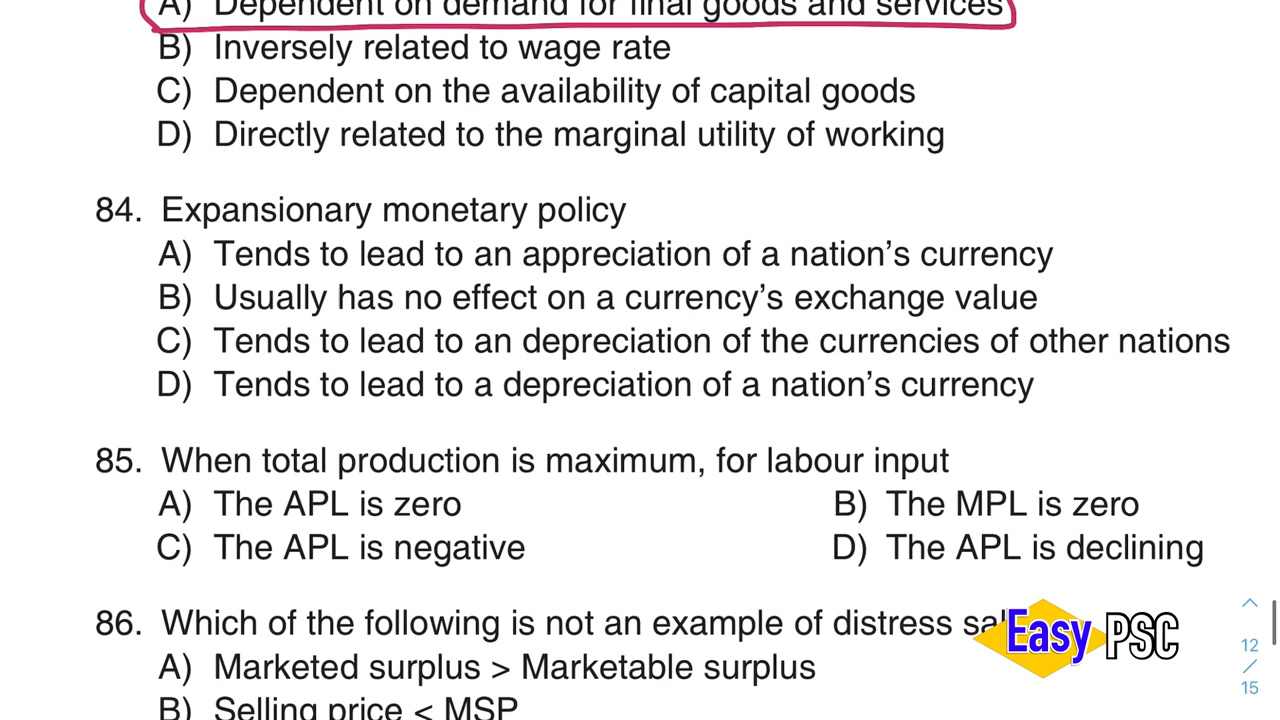 A) Dependent on demand for final goods and services
B) Inversely related to wage rate
C) Dependent on the availability of capital goods
D) Directly related to the marginal utility of working
84. Expansionary monetary policy
A) Tends to lead to an appreciation of a nation’s currency
B) Usually has no effect on a currency’s exchange value
C) Tends to lead to an depreciation of the currencies of other nations
D) Tends to lead to a depreciation of a nation’s currency
85. When total production is maximum, for labour input
A) The APL is zero B) The MPL is zero
C) The APL is negative D) The APL is declining
86. Which of the following is not an example of distress
A) Marketed surplus > Marketable surplus
B) Selling price < MSP
Easy PSC
12
/
15